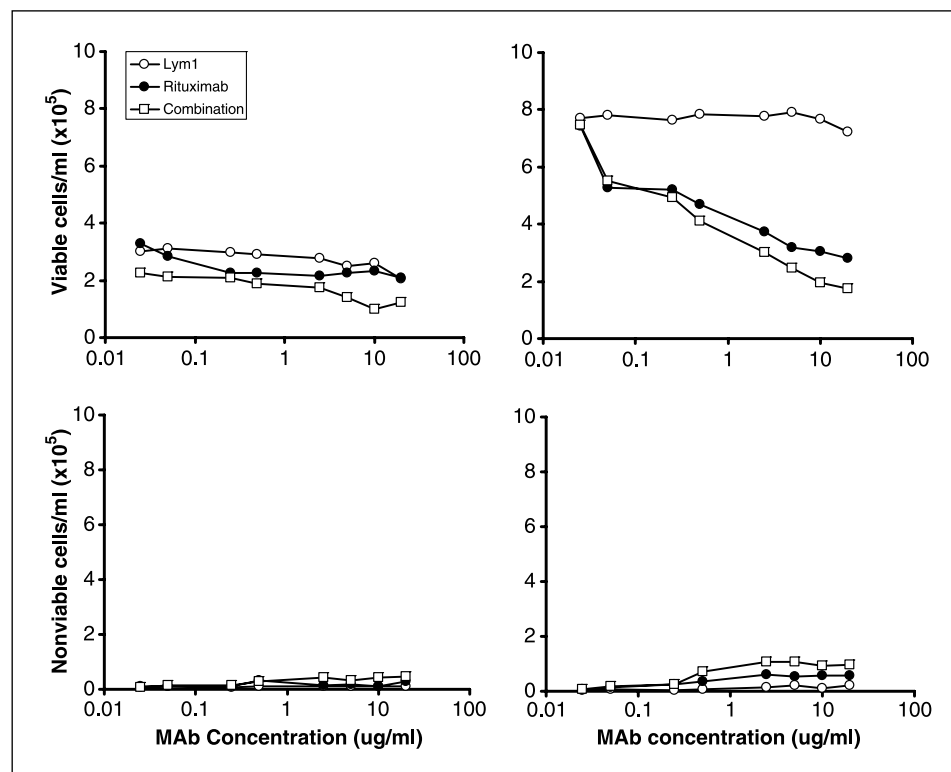 Lym1
Rituximab
Combination
Viable cells/ml (x10⁵)
10
8
6
4
2
0
0.01 0.1 1 10 100
10
8
6
4
2
0
0.01 0.1 1 10 100
Nonviable cells/ml (x10⁵)
10
8
6
4
2
0
0.01 0.1 1 10 100
MAb Concentration (ug/ml)
10
8
6
4
2
0
0.01 0.1 1 10 100
MAb concentration (ug/ml)